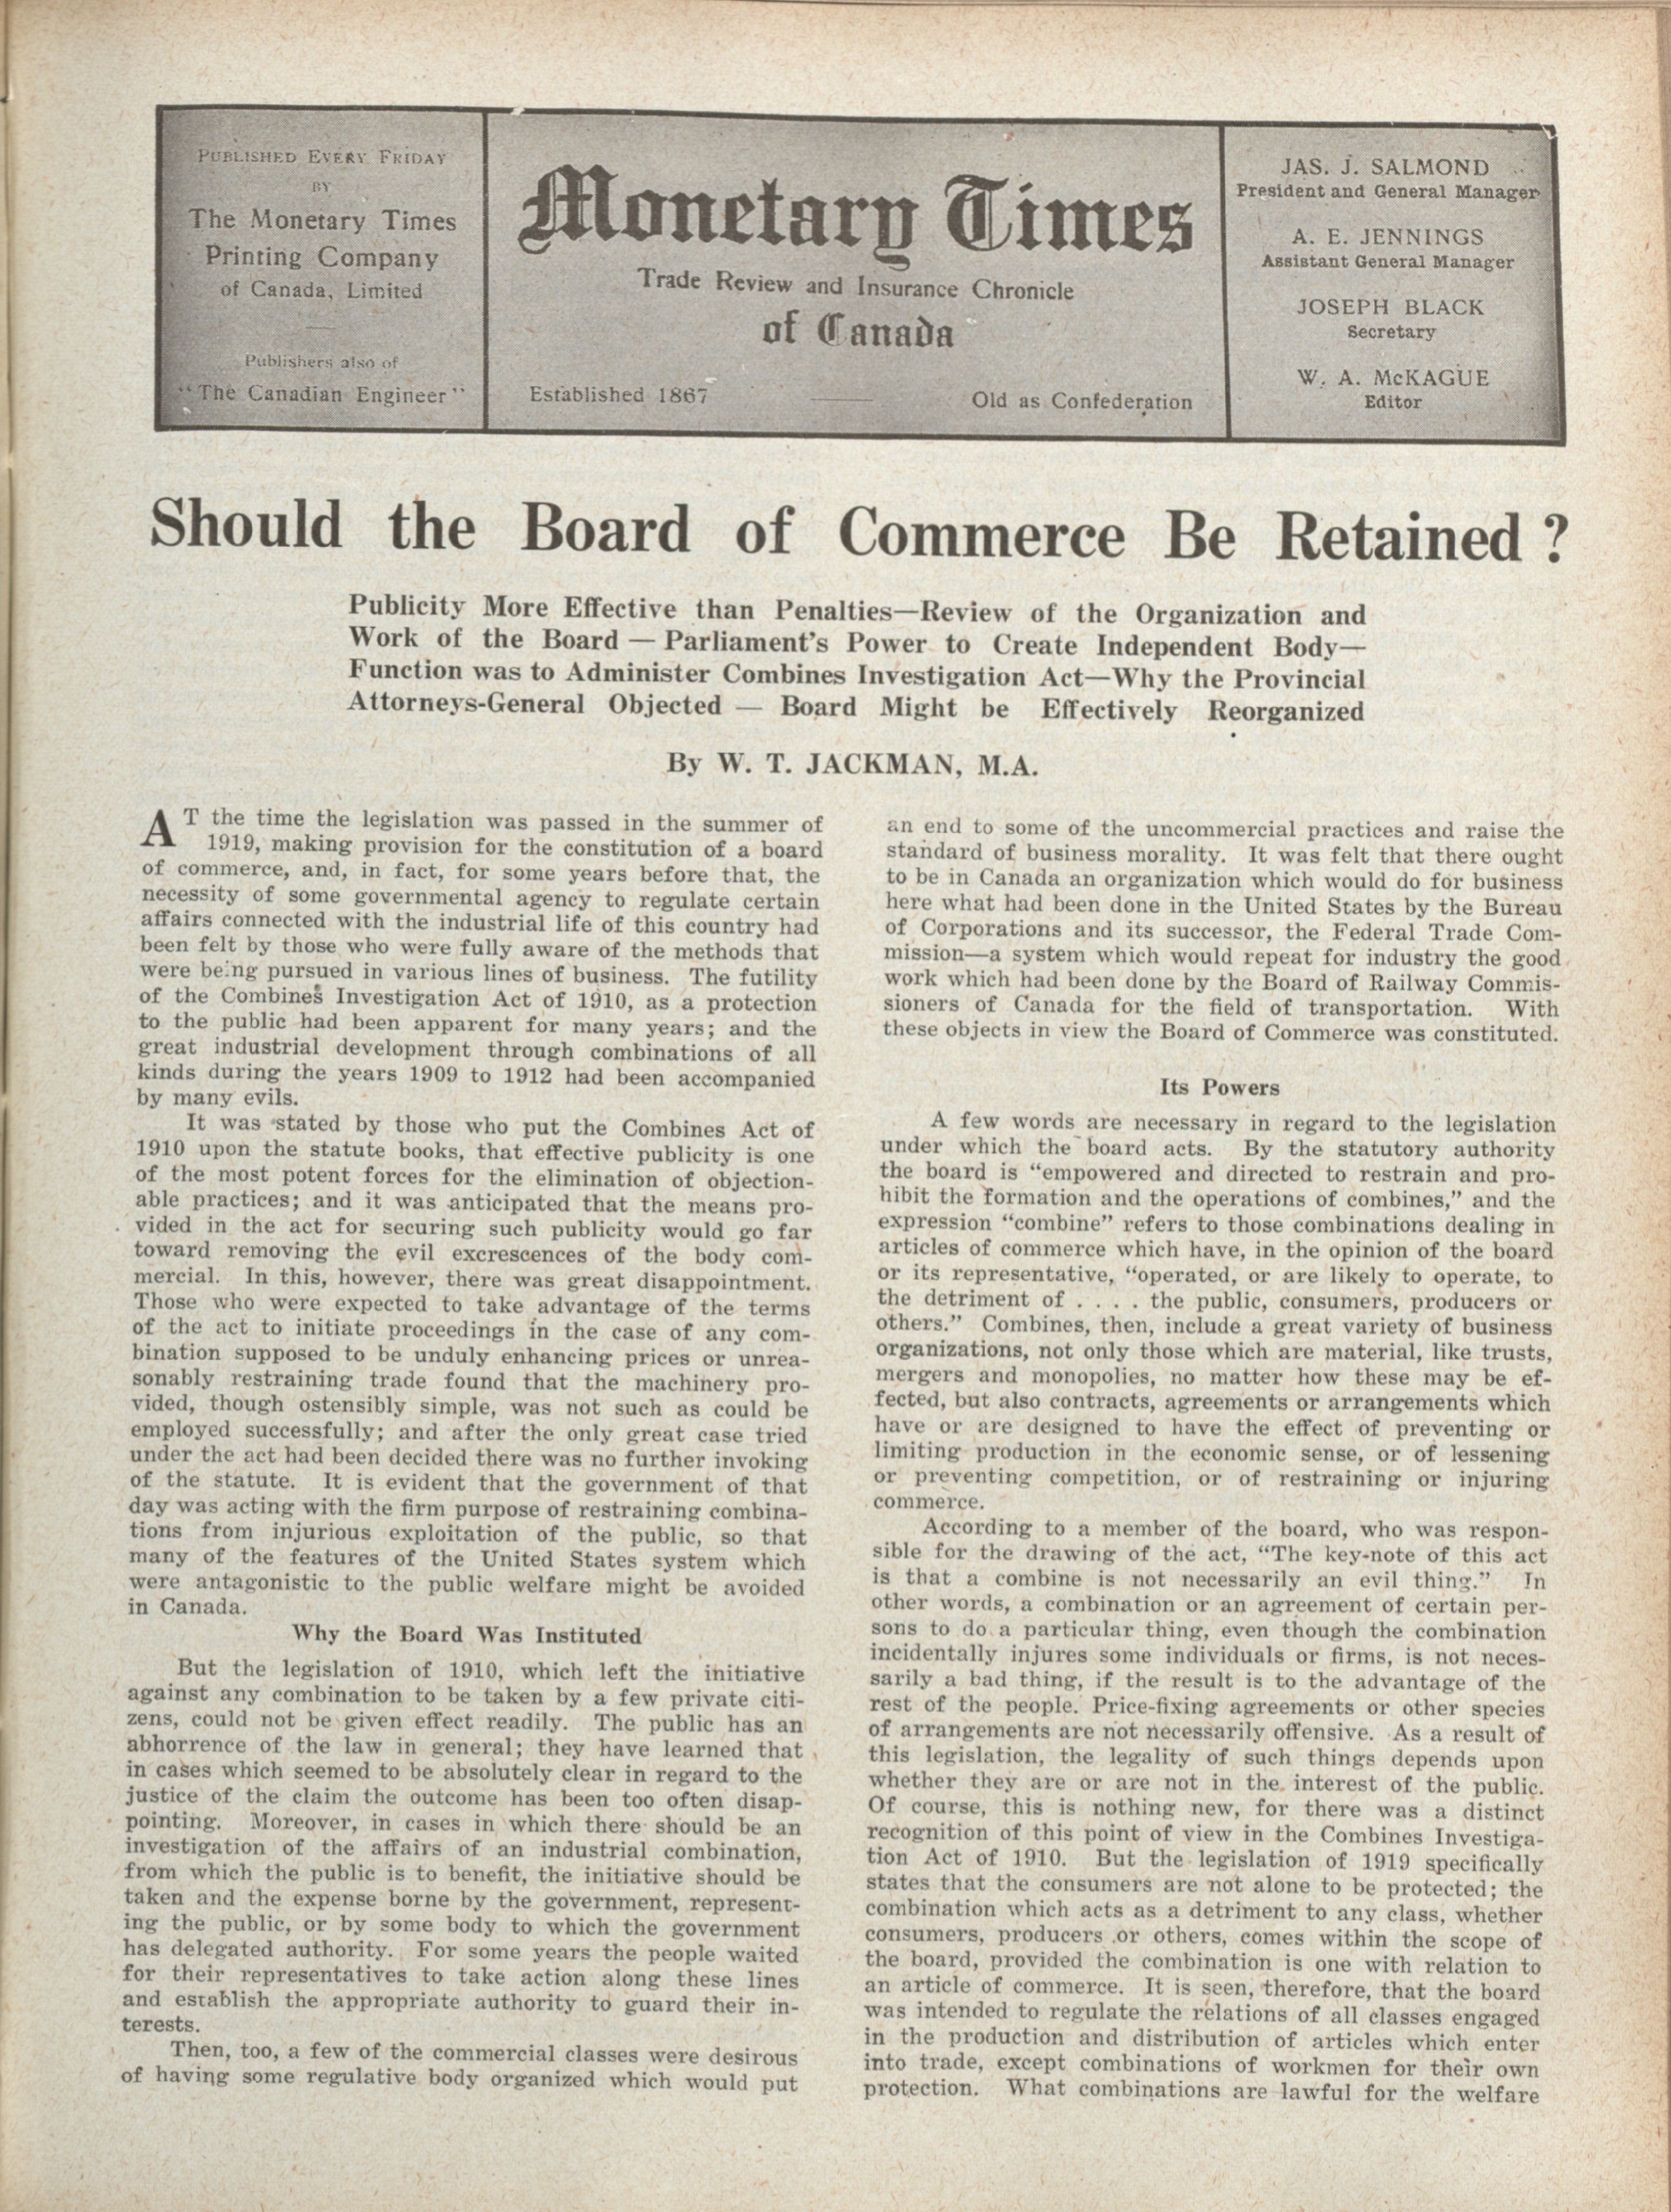 PUBLISHED EVERY FRIDAY
BY
The Monetary Times
Printing Company
of Canada, Limited
Publishers also of
"The Canadian Engineer"
Monetary Times
Trade Review and Insurance Chronicle
of Canada
Established 1867
Old as Confederation
JAS. J. SALMOND
President and General Manager
A. E. JENNINGS
Assistant General Manager
JOSEPH BLACK
Secretary
W. A. McKAGUE
Editor
Should the Board of Commerce Be Retained ?
Publicity More Effective than Penalties—Review of the Organization and
Work of the Board — Parliament's Power to Create Independent Body—
Function was to Administer Combines Investigation Act—Why the Provincial
Attorneys-General Objected — Board Might be Effectively Reorganized
By W. T. JACKMAN, M.A.
AT the time the legislation was passed in the summer of
1919, making provision for the constitution of a board
of commerce, and, in fact, for some years before that, the
necessity of some governmental agency to regulate certain
affairs connected with the industrial life of this country had
been felt by those who were fully aware of the methods that
were being pursued in various lines of business. The futility
of the Combines Investigation Act of 1910, as a protection
to the public had been apparent for many years; and the
great industrial development through combinations of all
kinds during the years 1909 to 1912 had been accompanied
by many evils.
It was stated by those who put the Combines Act of
1910 upon the statute books, that effective publicity is one
of the most potent forces for the elimination of objection-
able practices; and it was anticipated that the means pro-
vided in the act for securing such publicity would go far
toward removing the evil excrescences of the body com-
mercial. In this, however, there was great disappointment.
Those who were expected to take advantage of the terms
of the act to initiate proceedings in the case of any com-
bination supposed to be unduly enhancing prices or unrea-
sonably restraining trade found that the machinery pro-
vided, though ostensibly simple, was not such as could be
employed successfully; and after the only great case tried
under the act had been decided there was no further invoking
of the statute. It is evident that the government of that
day was acting with the firm purpose of restraining combina-
tions from injurious exploitation of the public, so that
many of the features of the United States system which
were antagonistic to the public welfare might be avoided
in Canada.
Why the Board Was Instituted
But the legislation of 1910, which left the initiative
against any combination to be taken by a few private citi-
zens, could not be given effect readily. The public has an
abhorrence of the law in general; they have learned that
in cases which seemed to be absolutely clear in regard to the
justice of the claim the outcome has been too often disap-
pointing. Moreover, in cases in which there should be an
investigation of the affairs of an industrial combination,
from which the public is to benefit, the initiative should be
taken and the expense borne by the government, represent-
ing the public, or by some body to which the government
has delegated authority. For some years the people waited
for their representatives to take action along these lines
and establish the appropriate authority to guard their in-
terests.
Then, too, a few of the commercial classes were desirous
of having some regulative body organized which would put
an end to some of the uncommercial practices and raise the
standard of business morality. It was felt that there ought
to be in Canada an organization which would do for business
here what had been done in the United States by the Bureau
of Corporations and its successor, the Federal Trade Com-
mission—a system which would repeat for industry the good
work which had been done by the Board of Railway Commis-
sioners of Canada for the field of transportation. With
these objects in view the Board of Commerce was constituted.
Its Powers
A few words are necessary in regard to the legislation
under which the board acts. By the statutory authority
the board is "empowered and directed to restrain and pro-
hibit the formation and the operations of combines," and the
expression "combine" refers to those combinations dealing in
articles of commerce which have, in the opinion of the board
or its representative, "operated, or are likely to operate, to
the detriment of . . . . the public, consumers, producers or
others." Combines, then, include a great variety of business
organizations, not only those which are material, like trusts,
mergers and monopolies, no matter how these may be ef-
fected, but also contracts, agreements or arrangements which
have or are designed to have the effect of preventing or
limiting production in the economic sense, or of lessening
or preventing competition, or of restraining or injuring
commerce.
According to a member of the board, who was respon-
sible for the drawing of the act, "The key-note of this act
is that a combine is not necessarily an evil thing." In
other words, a combination or an agreement of certain per-
sons to do a particular thing, even though the combination
incidentally injures some individuals or firms, is not neces-
sarily a bad thing, if the result is to the advantage of the
rest of the people. Price-fixing agreements or other species
of arrangements are not necessarily offensive. As a result of
this legislation, the legality of such things depends upon
whether they are or are not in the interest of the public.
Of course, this is nothing new, for there was a distinct
recognition of this point of view in the Combines Investiga-
tion Act of 1910. But the legislation of 1919 specifically
states that the consumers are not alone to be protected; the
combination which acts as a detriment to any class, whether
consumers, producers or others, comes within the scope of
the board, provided the combination is one with relation to
an article of commerce. It is seen, therefore, that the board
was intended to regulate the relations of all classes engaged
in the production and distribution of articles which enter
into trade, except combinations of workmen for their own
protection. What combinations are lawful for the welfare